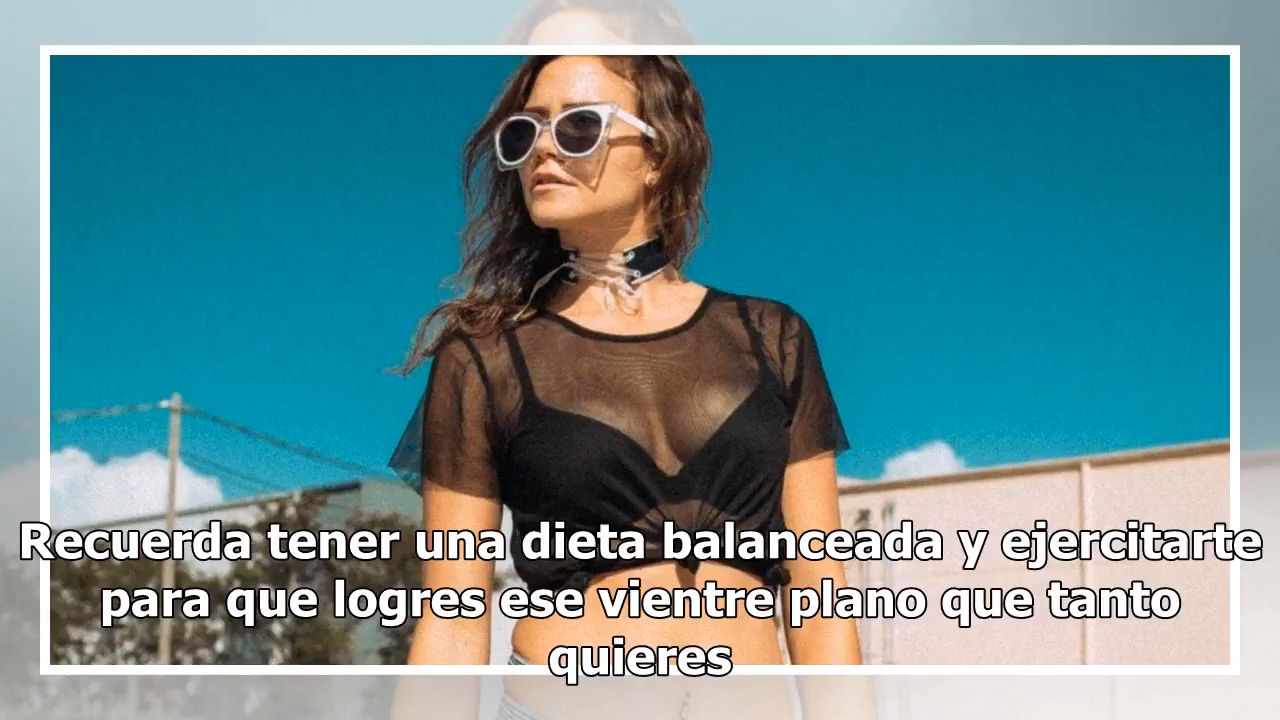 Recuerda tener una dieta balanceada y ejercitarte
para que logres ese vientre plano que tanto
quieres